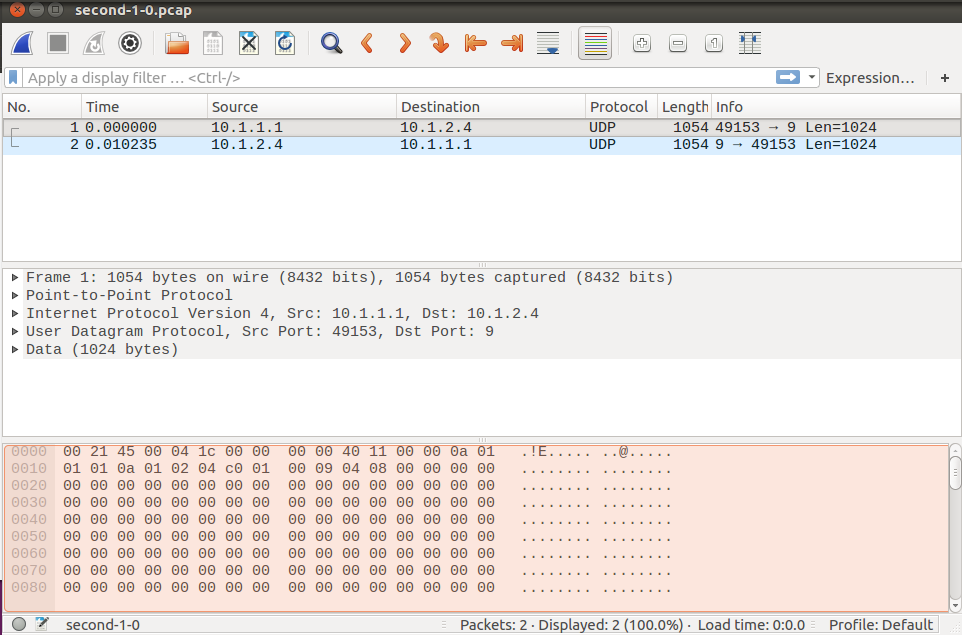 second-1-0.pcap
Apply a display filter … <Ctrl-/>
Expression…
+
No. Time Source Destination Protocol Length Info
1 0.000000 10.1.1.1 10.1.2.4 UDP 1054 49153 → 9 Len=1024
2 0.010235 10.1.2.4 10.1.1.1 UDP 1054 9 → 49153 Len=1024
Frame 1: 1054 bytes on wire (8432 bits), 1054 bytes captured (8432 bits)
Point-to-Point Protocol
Internet Protocol Version 4, Src: 10.1.1.1, Dst: 10.1.2.4
User Datagram Protocol, Src Port: 49153, Dst Port: 9
Data (1024 bytes)
0000 00 21 45 00 04 1c 00 00 00 00 40 11 00 00 0a 01 .!E..... ..@.....
0010 01 01 0a 01 02 04 c0 01 00 09 04 08 00 00 00 00 ........ ........
0020 00 00 00 00 00 00 00 00 00 00 00 00 00 00 00 00 ........ ........
0030 00 00 00 00 00 00 00 00 00 00 00 00 00 00 00 00 ........ ........
0040 00 00 00 00 00 00 00 00 00 00 00 00 00 00 00 00 ........ ........
0050 00 00 00 00 00 00 00 00 00 00 00 00 00 00 00 00 ........ ........
0060 00 00 00 00 00 00 00 00 00 00 00 00 00 00 00 00 ........ ........
0070 00 00 00 00 00 00 00 00 00 00 00 00 00 00 00 00 ........ ........
0080 00 00 00 00 00 00 00 00 00 00 00 00 00 00 00 00 ........ ........
second-1-0 Packets: 2 · Displayed: 2 (100.0%) · Load time: 0:0.0 Profile: Default